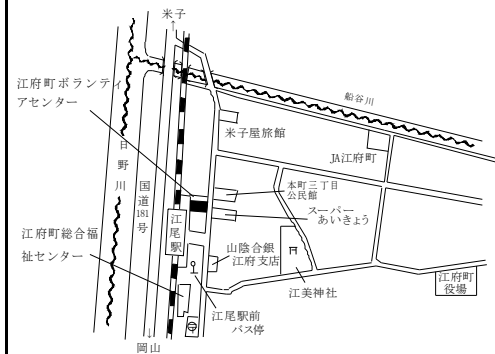 米子
↑
船谷川
江府町ボランティ
アセンター
米子屋旅館
JA江府町
日野川
国道181号
本町三丁目
公民館
スーパー
あいきょう
江尾駅
江府町総合福
祉センター
山陰合銀
江府支店
江美神社
江府町
役場
江尾駅前
バス停
↓
岡山